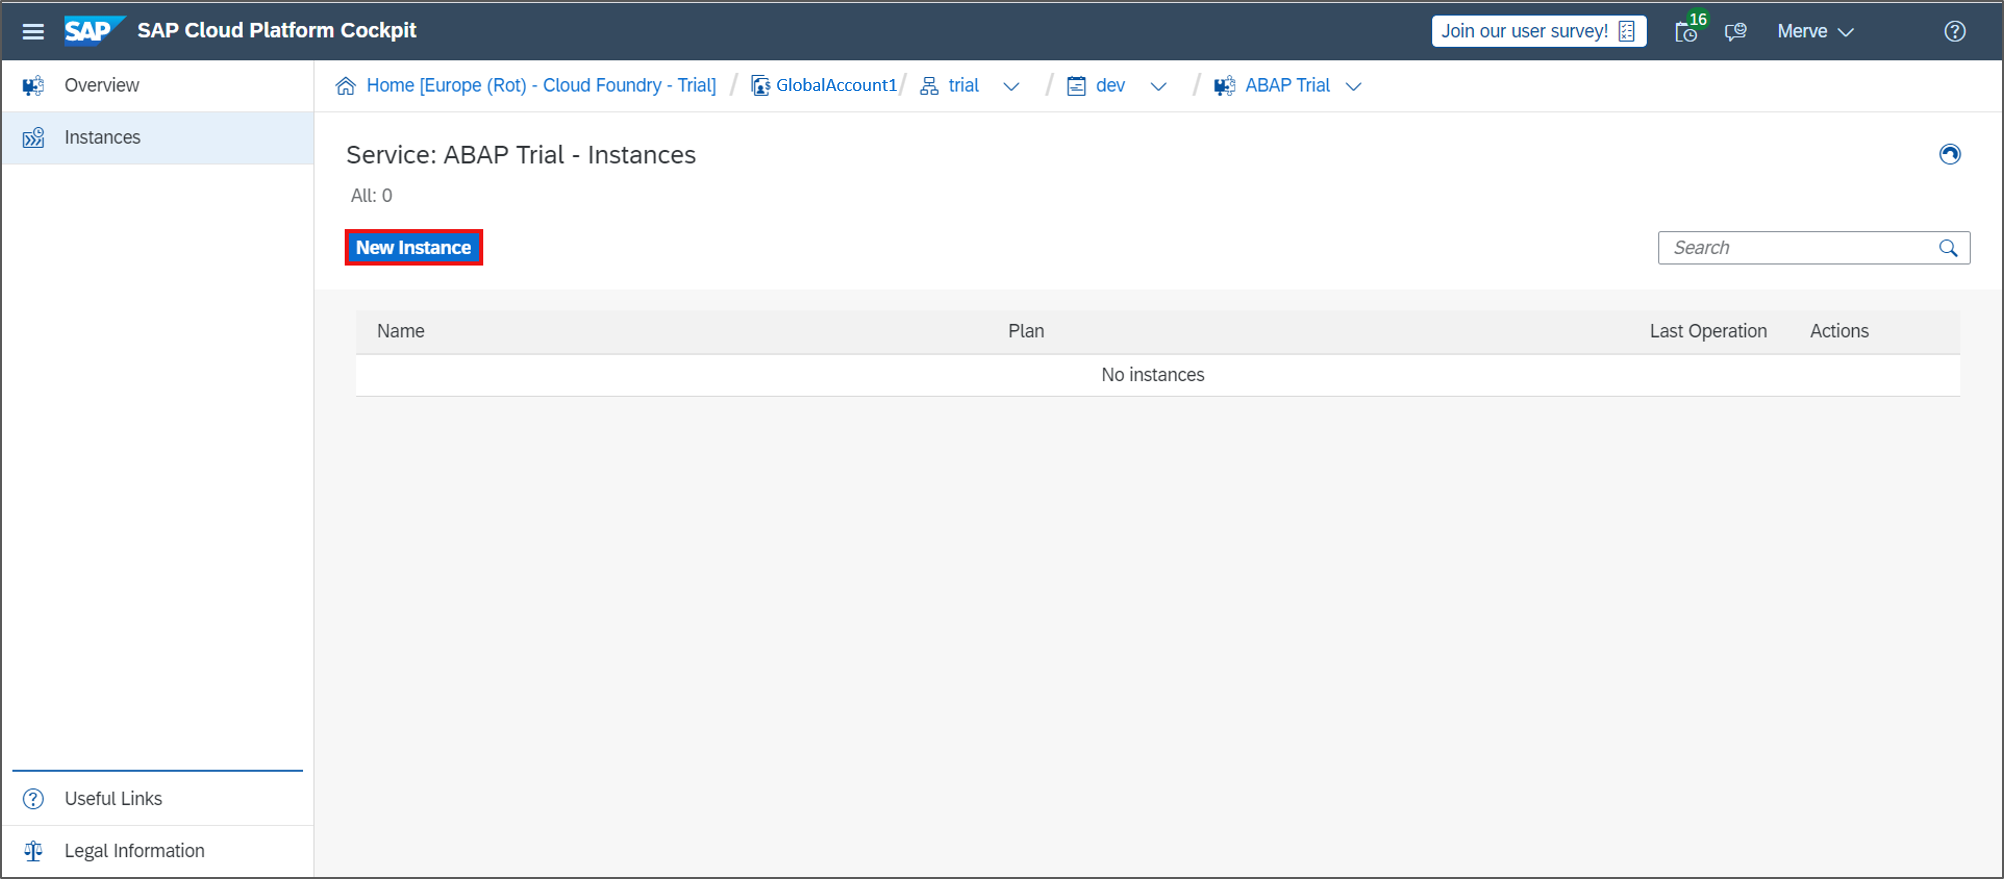 SAP SAP Cloud Platform Cockpit Join our user survey! 16 Merve
Overview
Home [Europe (Rot) - Cloud Foundry - Trial] / GlobalAccount1 / trial / dev / ABAP Trial
Instances
Service: ABAP Trial - Instances
All: 0
New Instance
Search
Name Plan Last Operation Actions
No instances
Useful Links
Legal Information